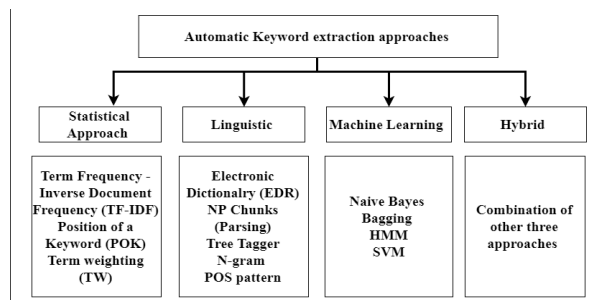 Automatic Keyword extraction approaches
Statistical
Approach
Linguistic
Machine Learning
Hybrid
Term Frequency -
Inverse Document
Frequency (TF-IDF)
Position of a
Keyword (POK)
Term weighting
(TW)
Electronic
Dictionalry (EDR)
NP Chunks
(Parsing)
Tree Tagger
N-gram
POS pattern
Naive Bayes
Bagging
HMM
SVM
Combination of
other three
approaches